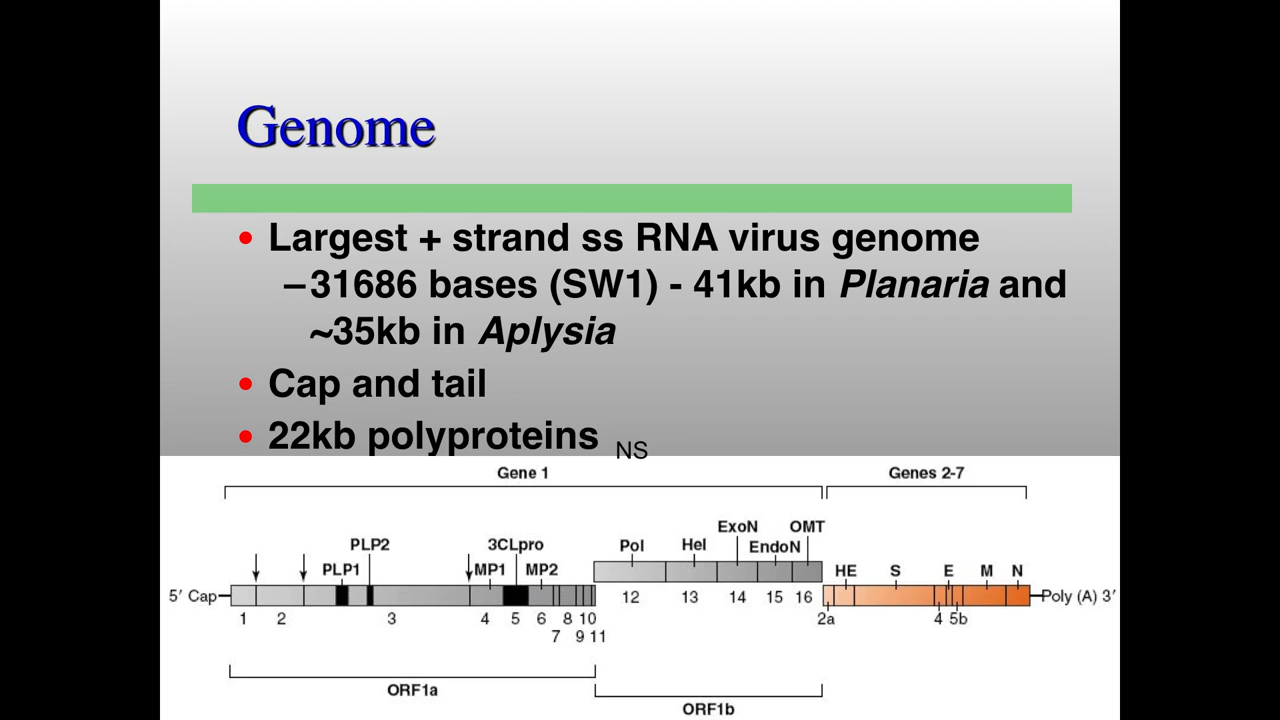 Genome
• Largest + strand ss RNA virus genome
–31686 bases (SW1) - 41kb in Planaria and
~35kb in Aplysia
• Cap and tail
• 22kb polyproteins NS
Gene 1 Genes 2-7
ExoN OMT
PLP2 3CLpro Pol Hel EndoN
PLP1 MP1 MP2 HE S E M N
5′ Cap Poly (A) 3′
12 13 14 15 16
1 2 3 4 5 6 8 10 2a 4 5b
7 9 11
ORF1a
ORF1b